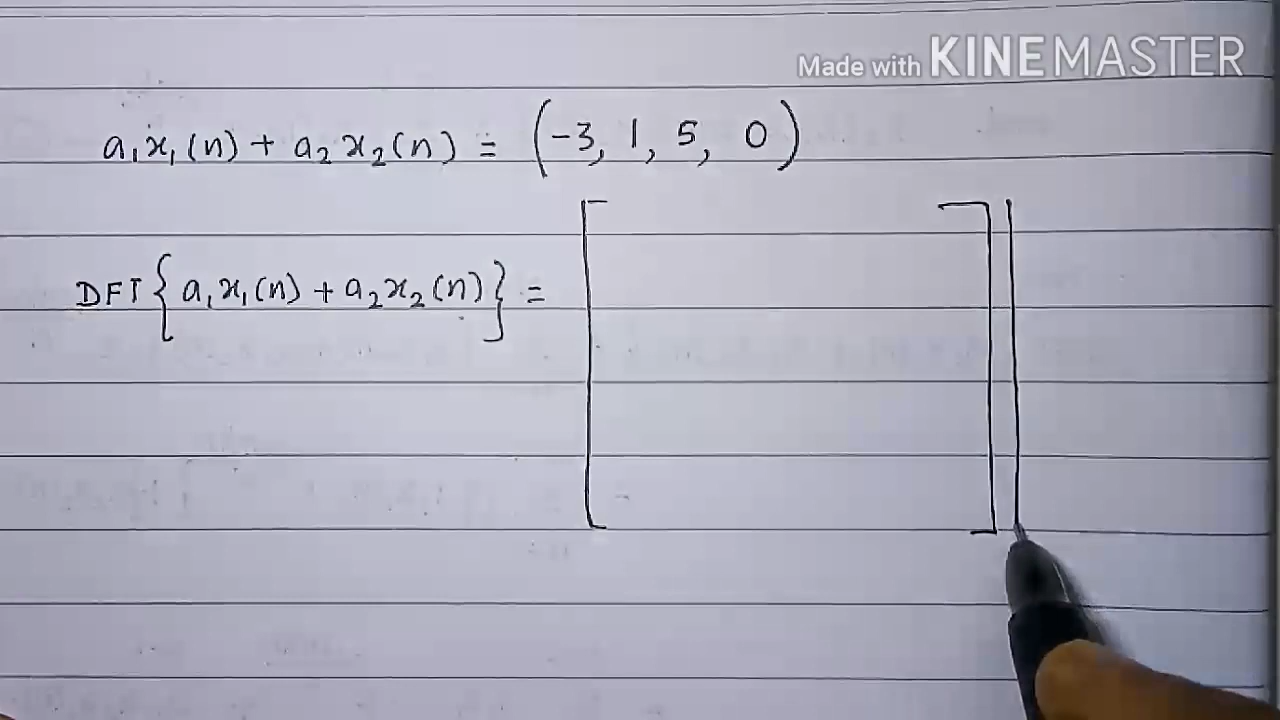 Made with KINEMASTER
a₁x₁(n) + a₂x₂(n) = (-3, 1, 5, 0)
DFT{a₁x₁(n) + a₂x₂(n)} = [ ]